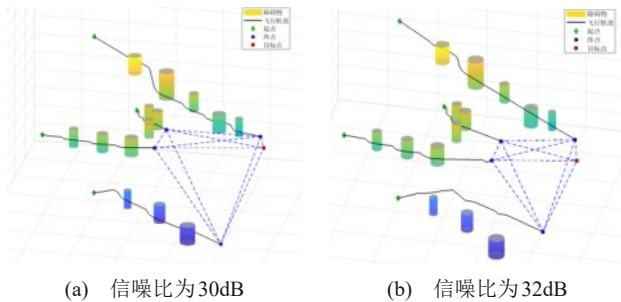 障碍物
飞行轨迹
起点
终点
目标点
障碍物
飞行轨迹
起点
终点
目标点
(a) 信噪比为30dB
(b) 信噪比为32dB